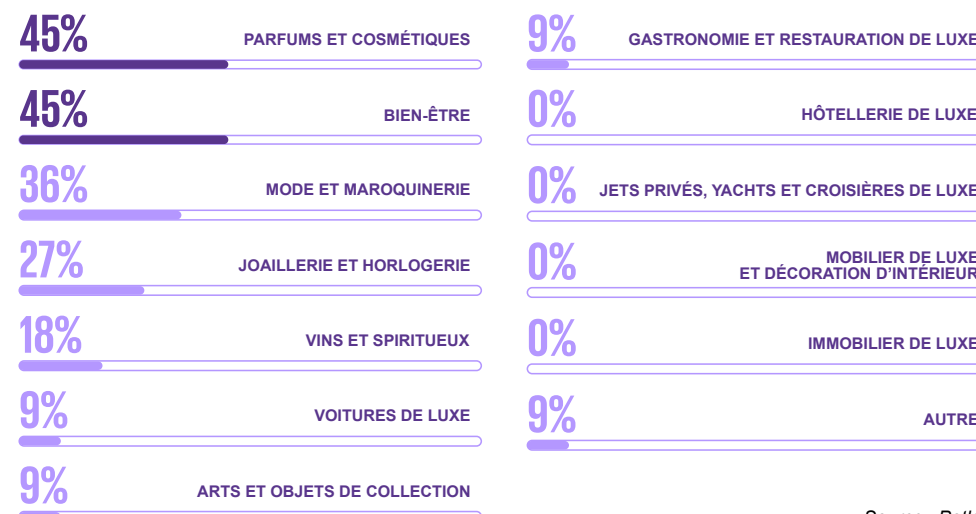 45%
PARFUMS ET COSMÉTIQUES
45%
BIEN-ÊTRE
36%
MODE ET MAROQUINERIE
27%
JOAILLERIE ET HORLOGERIE
18%
VINS ET SPIRITUEUX
9%
VOITURES DE LUXE
9%
ARTS ET OBJETS DE COLLECTION
9%
GASTRONOMIE ET RESTAURATION DE LUXE
0%
HÔTELLERIE DE LUXE
0%
JETS PRIVÉS, YACHTS ET CROISIÈRES DE LUXE
0%
MOBILIER DE LUXE
ET DÉCORATION D'INTÉRIEUR
0%
IMMOBILIER DE LUXE
9%
AUTRE